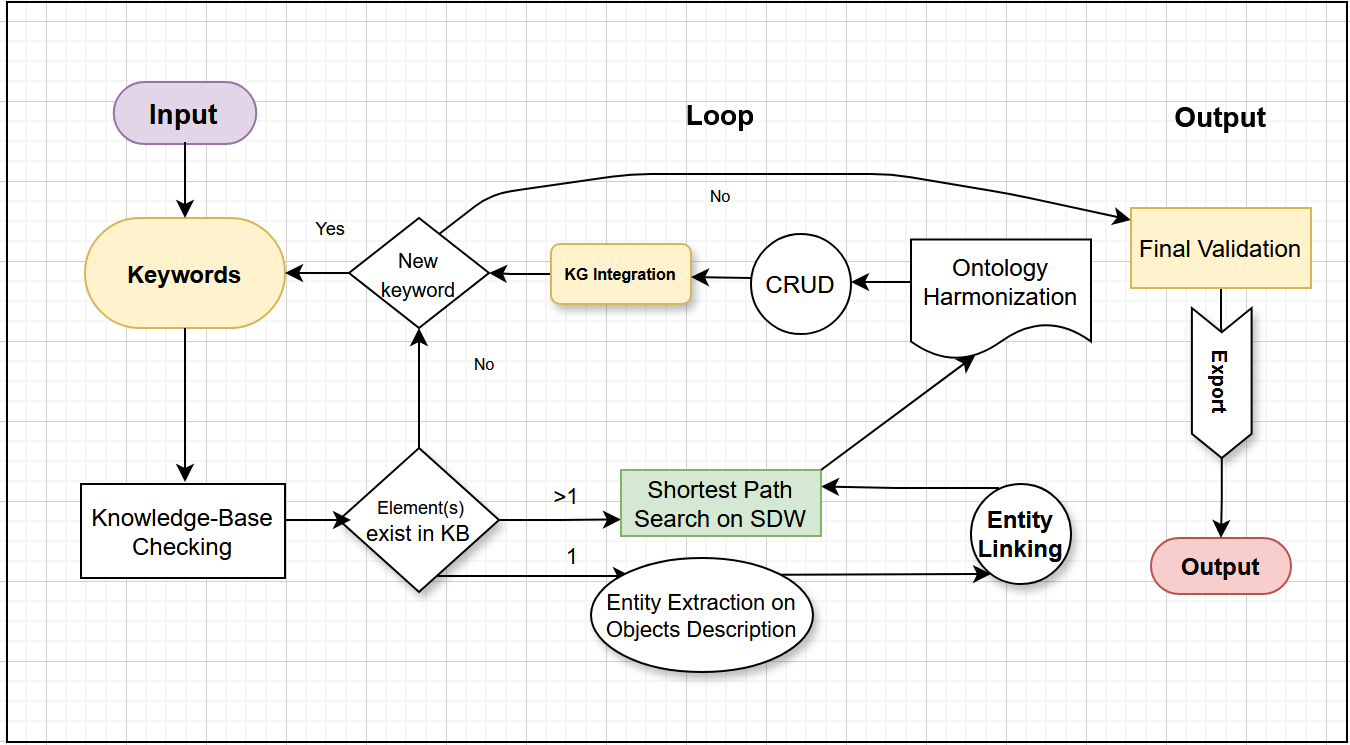 Input
Loop
Output
No
Yes
Keywords
New
keyword
KG Integration
CRUD
Ontology
Harmonization
Final Validation
No
Export
Knowledge-Base
Checking
Element(s)
exist in KB
>1
1
Shortest Path
Search on SDW
Entity
Linking
Entity Extraction on
Objects Description
Output